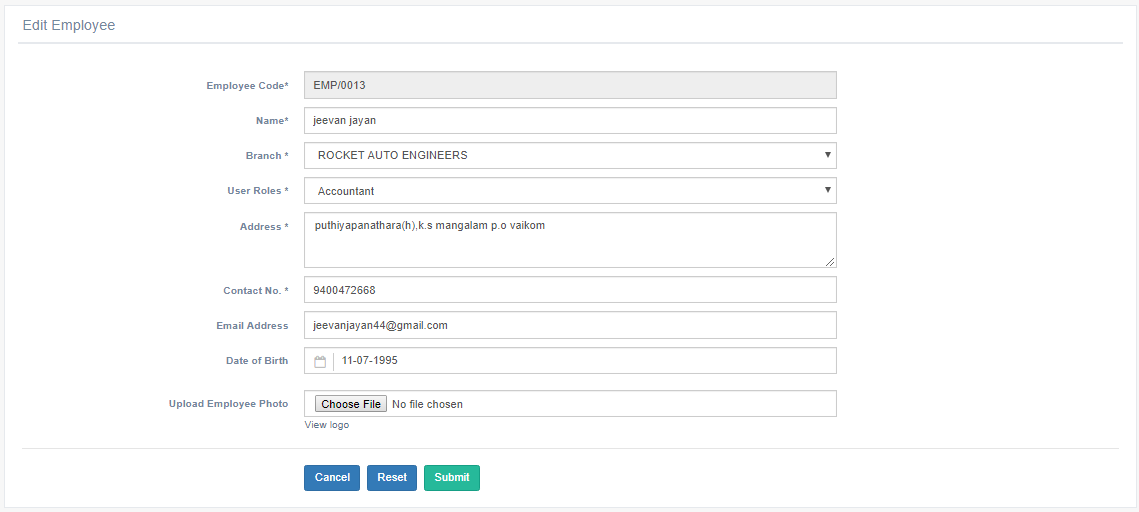 Edit Employee
Employee Code* EMP/0013
Name* jeevan jayan
Branch * ROCKET AUTO ENGINEERS
User Roles * Accountant
Address * puthiyapanathara(h),k.s mangalam p.o vaikom
Contact No. * 9400472668
Email Address jeevanjayan44@gmail.com
Date of Birth 11-07-1995
Upload Employee Photo Choose File No file chosen
View logo
Cancel Reset Submit